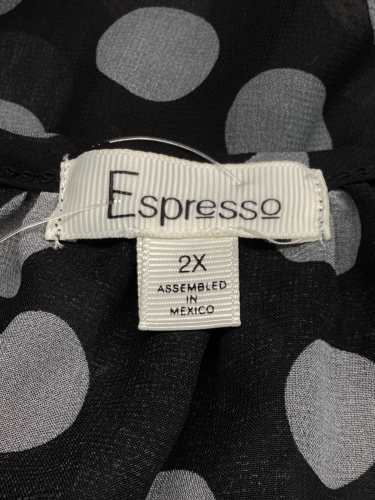 Espresso
2X
ASSEMBLED
IN
MEXICO